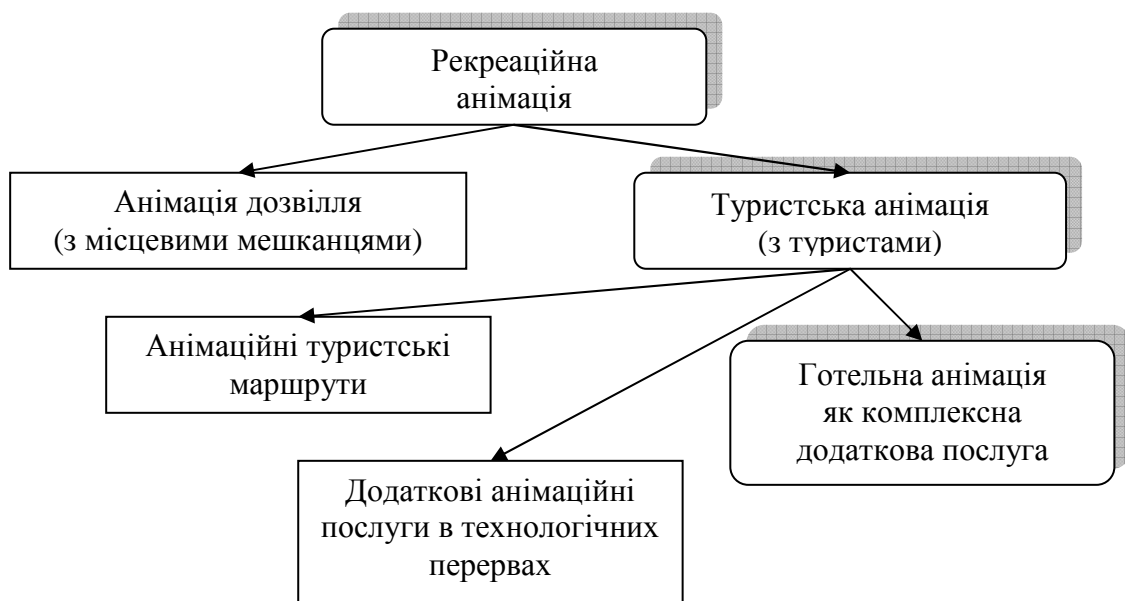 Рекреаційна
анімація
Анімація дозвілля
(з місцевими мешканцями)
Туристська анімація
(з туристами)
Анімаційні туристські
маршрути
Готельна анімація
як комплексна
додаткова послуга
Додаткові анімаційні
послуги в технологічних
перервах